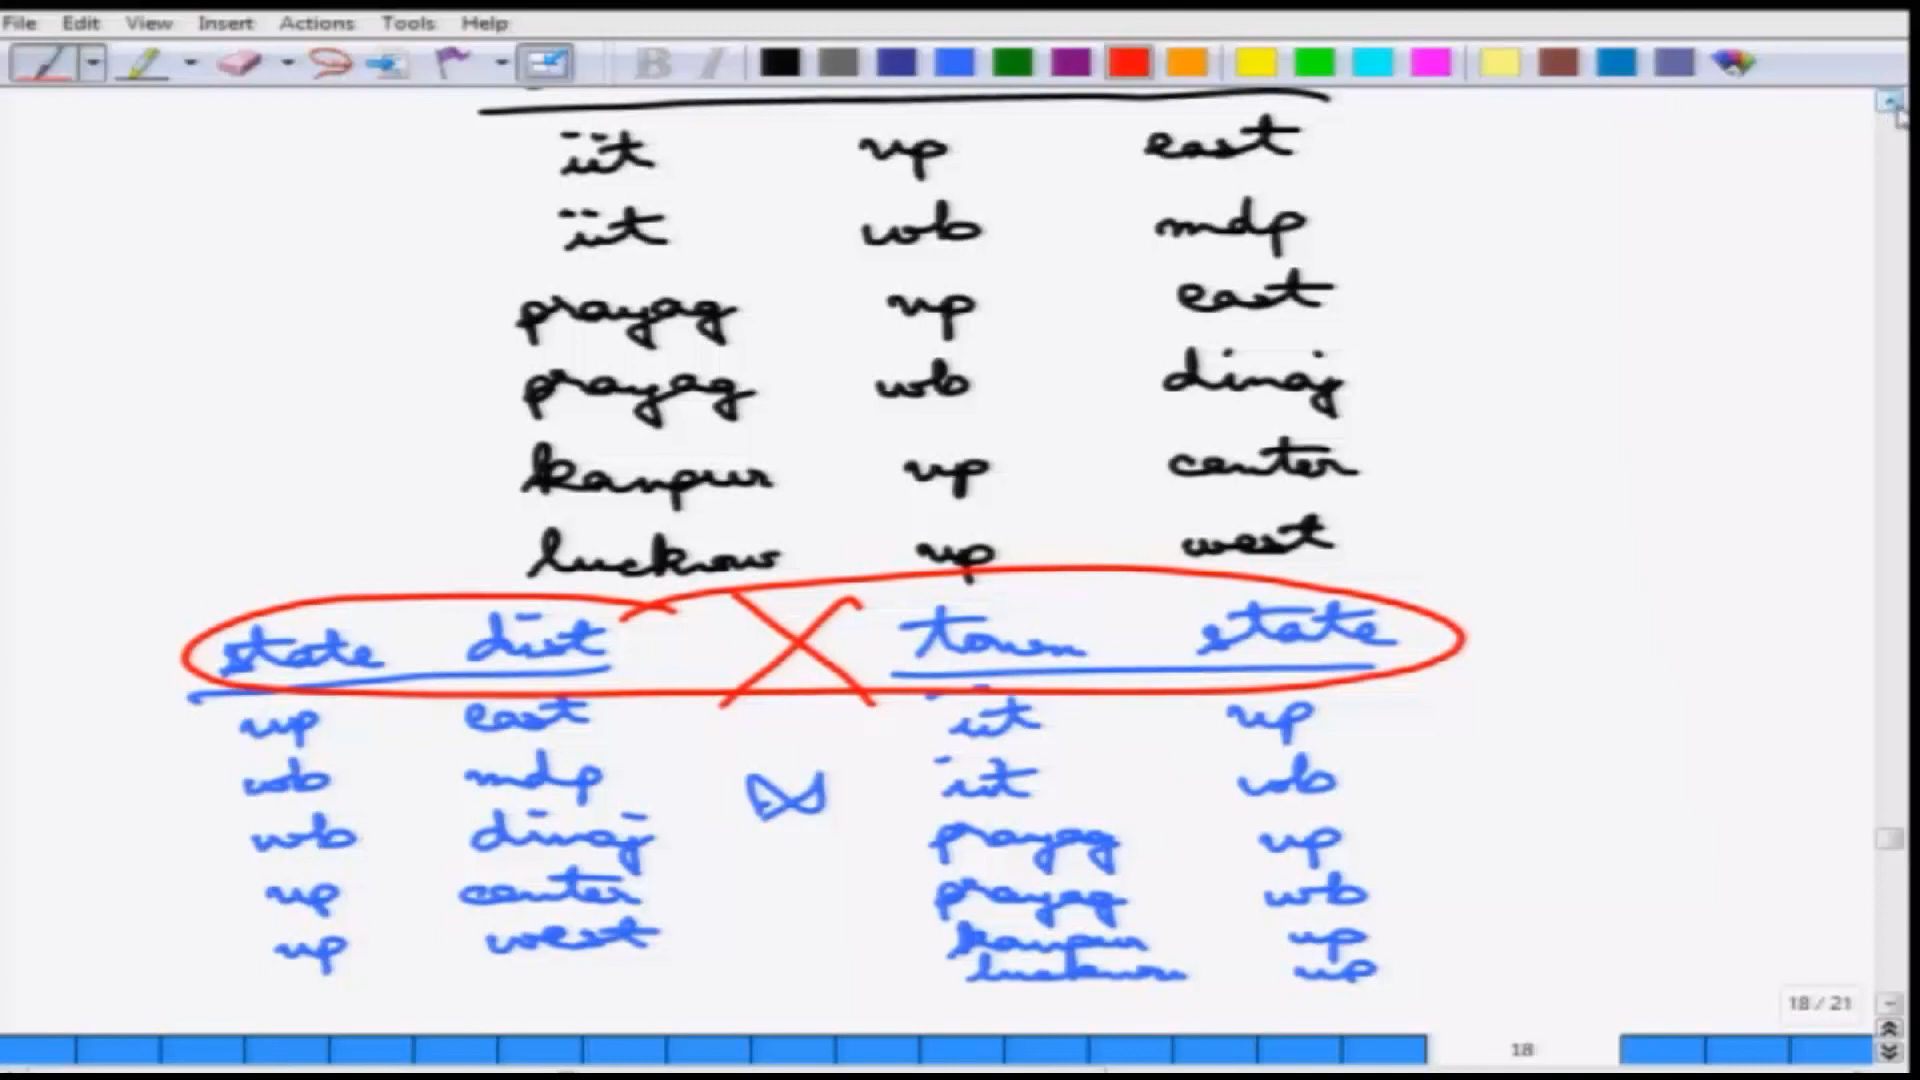 File Edit View Insert Actions Tools Help
B I
iit up east
iit wb mdp
prayag up east
prayag wb dinaj
kanpur up center
lucknow up west
state dist town state
up east iit up
wb mdp iit wb
wb dinaj prayag up
up center prayag wb
up west kanpur up
lucknow up
18 / 21
18